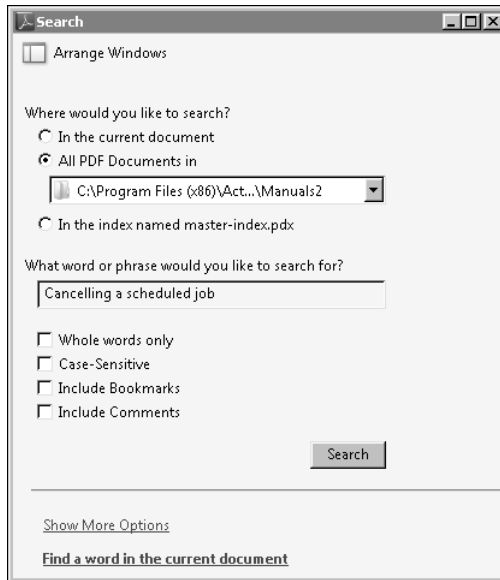 Search
Arrange Windows
Where would you like to search?
In the current document
All PDF Documents in
C:\Program Files (x86)\Act...\Manuals2
In the index named master-index.pdx
What word or phrase would you like to search for?
Cancelling a scheduled job
Whole words only
Case-Sensitive
Include Bookmarks
Include Comments
Search
Show More Options
Find a word in the current document